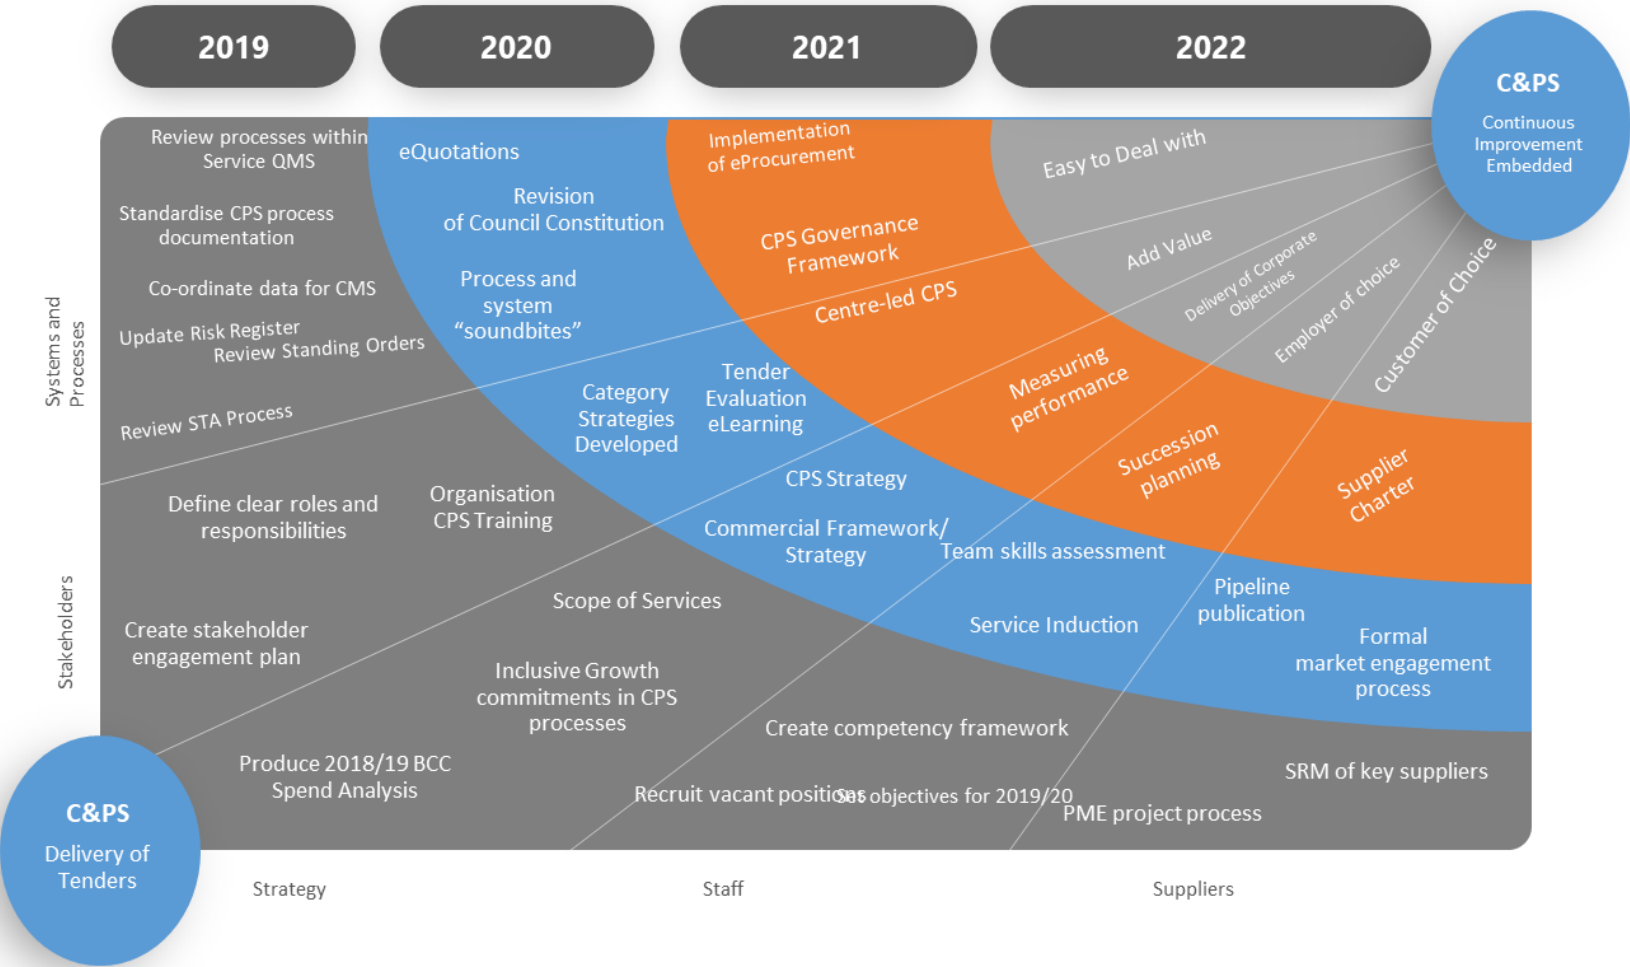 2019
2020
2021
2022
C&PS
Continuous
Improvement
Embedded
Review processes within
Service QMS
Standardise CPS process
documentation
Co-ordinate data for CMS
Update Risk Register
Review Standing Orders
Review STA Process
eQuotations
Revision
of Council Constitution
Process and
system
“soundbites”
Implementation
of eProcurement
CPS Governance
Framework
Easy to Deal with
Systems and
Processes
Define clear roles and
responsibilities
Create stakeholder
engagement plan
Organisation
CPS Training
Category
Strategies
Developed
Tender
Evaluation
eLearning
Centre-led CPS
Add Value
Stakeholders
Produce 2018/19 BCC
Spend Analysis
Inclusive Growth
commitments in CPS
processes
Scope of Services
Commercial Framework/
Strategy
CPS Strategy
Measuring
performance
Delivery of Corporate
Objectives
Strategy
Recruit vacant positions
Set objectives for 2019/20
Create competency framework
Service Induction
Team skills assessment
Succession
planning
Employer of choice
Staff
PME project process
SRM of key suppliers
Formal
market engagement
process
Pipeline
publication
Supplier
Charter
Customer of Choice
Suppliers
C&PS
Delivery of
Tenders